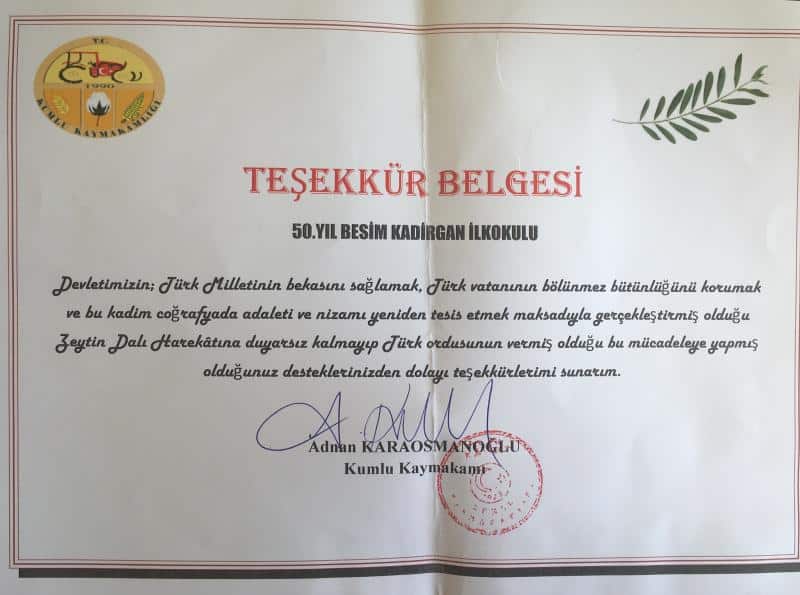 T.C.
1990
KUMLU KAYMAKAMLIĞI
TEŞEKKÜR BELGESİ
50.YIL BESİM KADİRGAN İLKOKULU
Devletimizin; Türk Milletinin bekasını sağlamak, Türk vatanının bölünmez bütünlüğünü korumak
ve bu kadim coğrafyada adaleti ve nizamı yeniden tesis etmek maksadıyla gerçekleştirmiş olduğu
Zeytin Dalı Harekâtına duyarsız kalmayıp Türk ordusunun vermiş olduğu bu mücadeleye yapmış
olduğunuz desteklerinizden dolayı teşekkürlerimi sunarım.
Adnan KARAOSMANOĞLU
Kumlu Kaymakamı